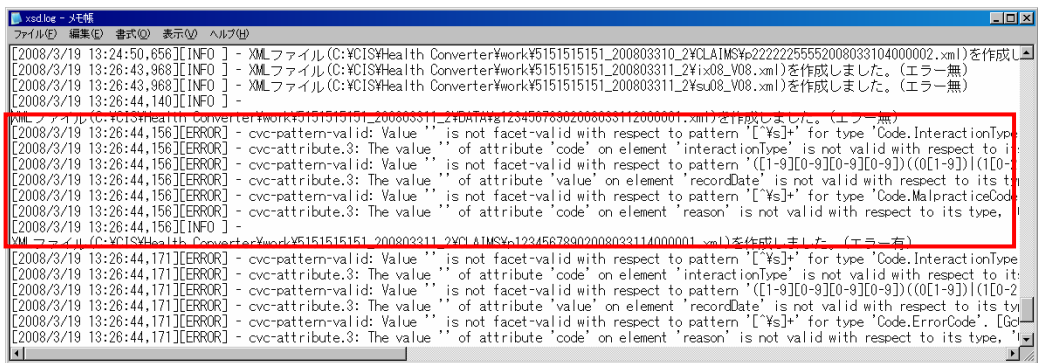 xsd.log - メモ帳
ファイル(F) 編集(E) 書式(O) 表示(V) ヘルプ(H)
[2008/3/19 13:24:50,656][INFO ] - XMLファイル(C:¥CIS¥Health Converter¥work¥5151515151_200803310_2¥CLAIMS¥p22222255552008033104000002.xml)を作成し
[2008/3/19 13:26:43,968][INFO ] - XMLファイル(C:¥CIS¥Health Converter¥work¥5151515151_200803311_2¥ix08_V08.xml)を作成しました。(エラー無)
[2008/3/19 13:26:43,968][INFO ] - XMLファイル(C:¥CIS¥Health Converter¥work¥5151515151_200803311_2¥su08_V08.xml)を作成しました。(エラー無)
[2008/3/19 13:26:44,140][INFO ] -
XMLファイル(C:¥CIS¥Health Converter¥work¥5151515151_200803311_2¥DATA¥g12345678902008033112000001.xml)を作成しました。(エラー無)
[2008/3/19 13:26:44,156][ERROR] - cvc-pattern-valid: Value '' is not facet-valid with respect to pattern '[^¥s]+' for type 'Code.InteractionType
[2008/3/19 13:26:44,156][ERROR] - cvc-attribute.3: The value '' of attribute 'code' on element 'interactionType' is not valid with respect to it
[2008/3/19 13:26:44,156][ERROR] - cvc-pattern-valid: Value '' is not facet-valid with respect to pattern '([1-9][0-9][0-9][0-9])((0[1-9])|(1[0-2
[2008/3/19 13:26:44,156][ERROR] - cvc-attribute.3: The value '' of attribute 'value' on element 'recordDate' is not valid with respect to its ty
[2008/3/19 13:26:44,156][ERROR] - cvc-pattern-valid: Value '' is not facet-valid with respect to pattern '[^¥s]+' for type 'Code.MalpracticeCode
[2008/3/19 13:26:44,156][ERROR] - cvc-attribute.3: The value '' of attribute 'code' on element 'reason' is not valid with respect to its type, '
[2008/3/19 13:26:44,156][INFO ] -
XMLファイル(C:¥CIS¥Health Converter¥work¥5151515151_200803311_2¥CLAIMS¥p12345678902008033114000001.xml)を作成しました。(エラー有)
[2008/3/19 13:26:44,171][ERROR] - cvc-pattern-valid: Value '' is not facet-valid with respect to pattern '[^¥s]+' for type 'Code.InteractionType
[2008/3/19 13:26:44,171][ERROR] - cvc-attribute.3: The value '' of attribute 'code' on element 'interactionType' is not valid with respect to it
[2008/3/19 13:26:44,171][ERROR] - cvc-pattern-valid: Value '' is not facet-valid with respect to pattern '([1-9][0-9][0-9][0-9])((0[1-9])|(1[0-2
[2008/3/19 13:26:44,171][ERROR] - cvc-attribute.3: The value '' of attribute 'value' on element 'recordDate' is not valid with respect to its ty
[2008/3/19 13:26:44,171][ERROR] - cvc-pattern-valid: Value '' is not facet-valid with respect to pattern '[^¥s]+' for type 'Code.ErrorCode'. [Gc
[2008/3/19 13:26:44,171][ERROR] - cvc-attribute.3: The value '' of attribute 'code' on element 'reason' is not valid with respect to its type, '